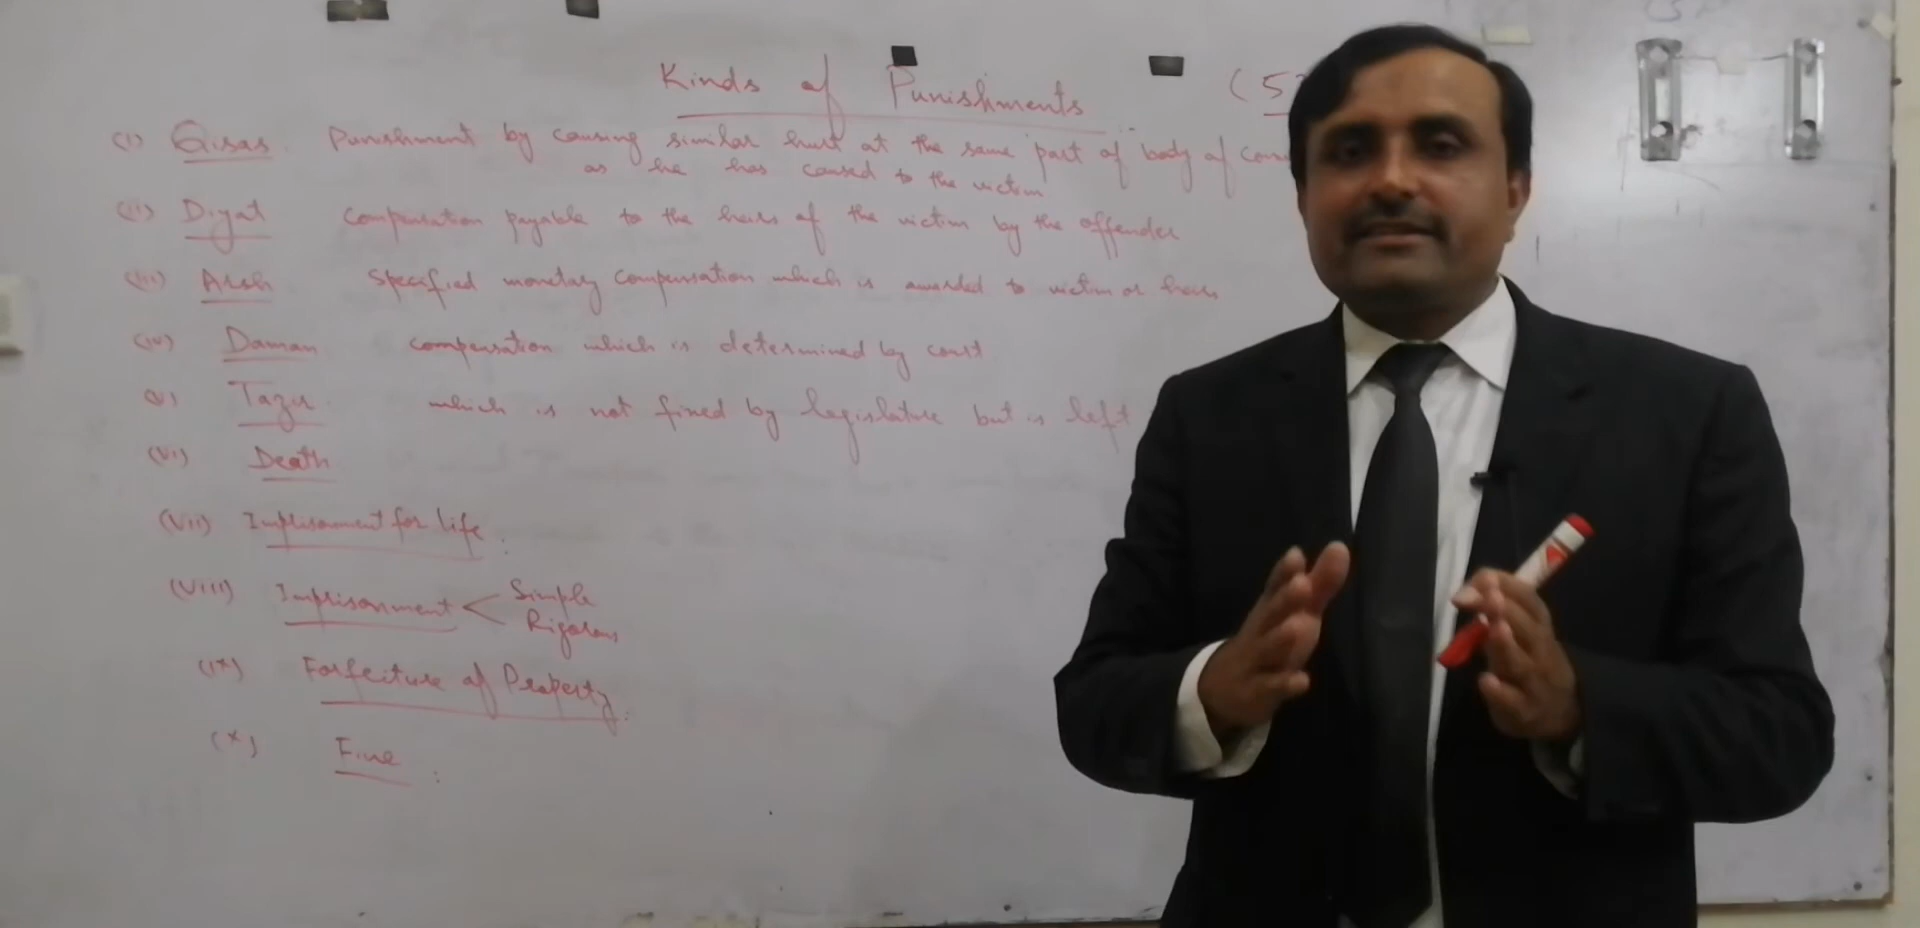 Kinds of Punishments (5
(i) Qisas. Punishment by causing similar hurt at the same part of body of con
as he has caused to the victim
(ii) Diyat compensation payable to the heirs of the victim by the offender
(iii) Arsh Specified monetary compensation which is awarded to victim or heirs
(iv) Daman compensation which is determined by court
(v) Tazir which is not fined by legislature but is left
(vi) Death
(vii) Imprisonment for life.
(viii) Imprisonment < Simple
Rigorous
(ix) Forfeiture of Property.
(x) Fine :